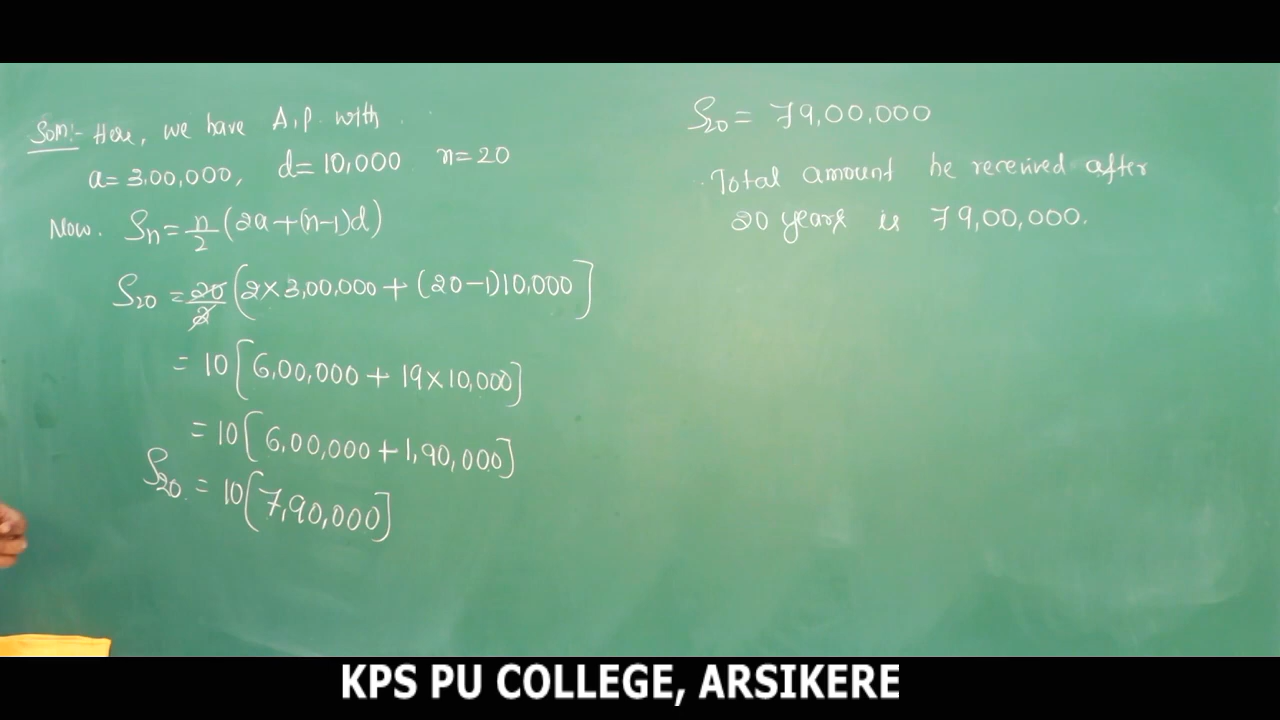 Soln:- Here, we have A.P. with
a= 3,00,000, d= 10,000 n=20
Now. Sn = n/2 (2a+(n-1)d)
S20 = 20/2 (2×3,00,000 + (20-1)10,000]
= 10[6,00,000 + 19×10,000]
= 10[6,00,000 + 1,90,000]
S20. = 10[7,90,000]
S20 = 79,00,000
Total amount he received after
20 years is 79,00,000.
KPS PU COLLEGE, ARSIKERE